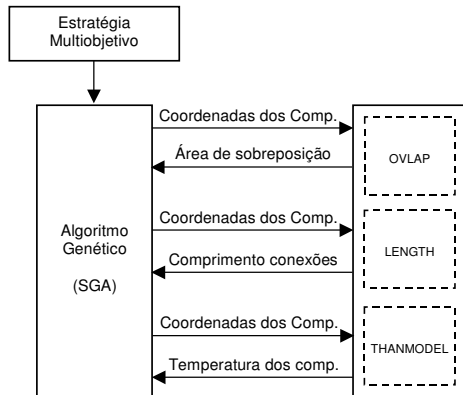 Estratégia
Multiobjetivo
Coordenadas dos Comp.
Área de sobreposição
OVLAP
Coordenadas dos Comp.
Algoritmo
Genético
(SGA)
LENGTH
Comprimento conexões
Coordenadas dos Comp.
THANMODEL
Temperatura dos comp.